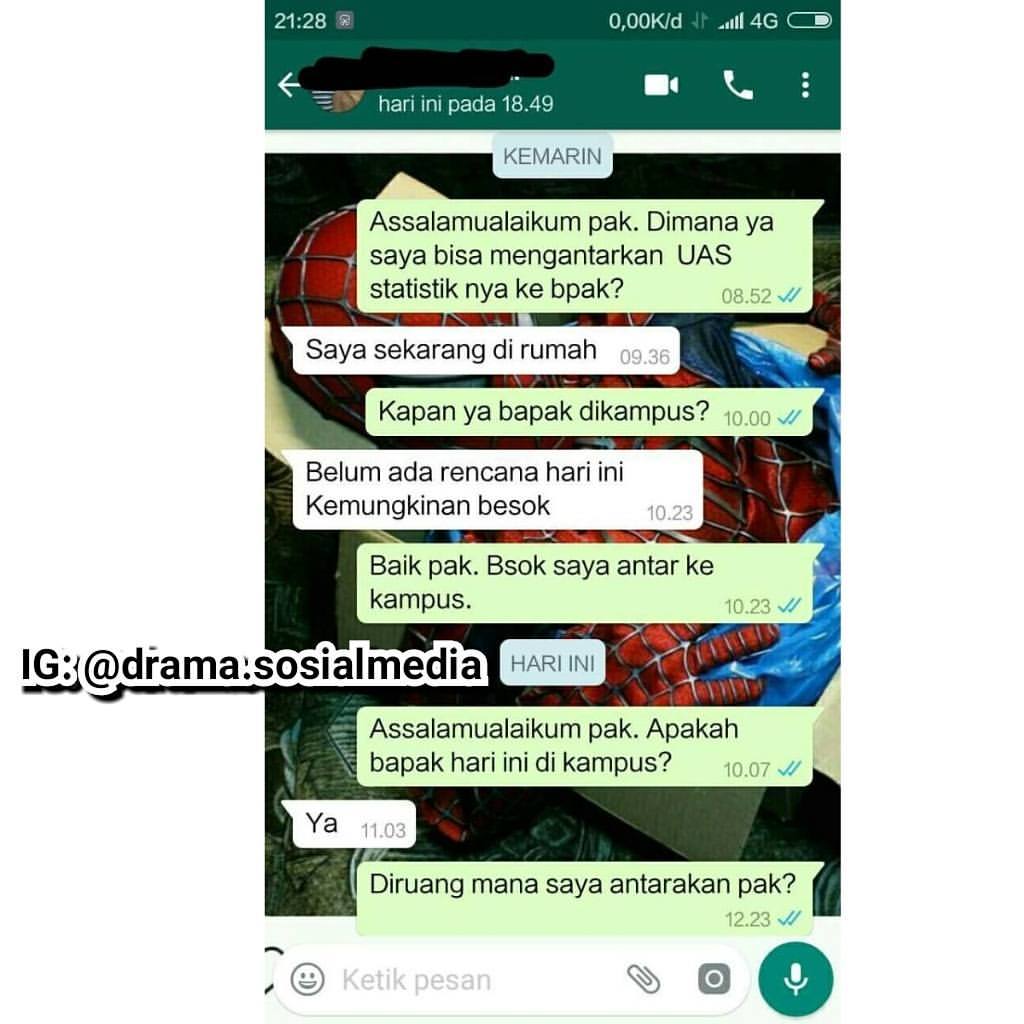 21:28
0,00K/d
4G
hari ini pada 18.49
KEMARIN
Assalamualaikum pak. Dimana ya
saya bisa mengantarkan UAS
statistik nya ke bpak?
08.52
Saya sekarang di rumah
09.36
Kapan ya bapak dikampus?
10.00
Belum ada rencana hari ini
Kemungkinan besok
10.23
Baik pak. Bsok saya antar ke
kampus.
10.23
IG: @drama.sosialmedia
HARI INI
Assalamualaikum pak. Apakah
bapak hari ini di kampus?
10.07
Ya
11.03
Diruang mana saya antarakan pak?
12.23
Ketik pesan